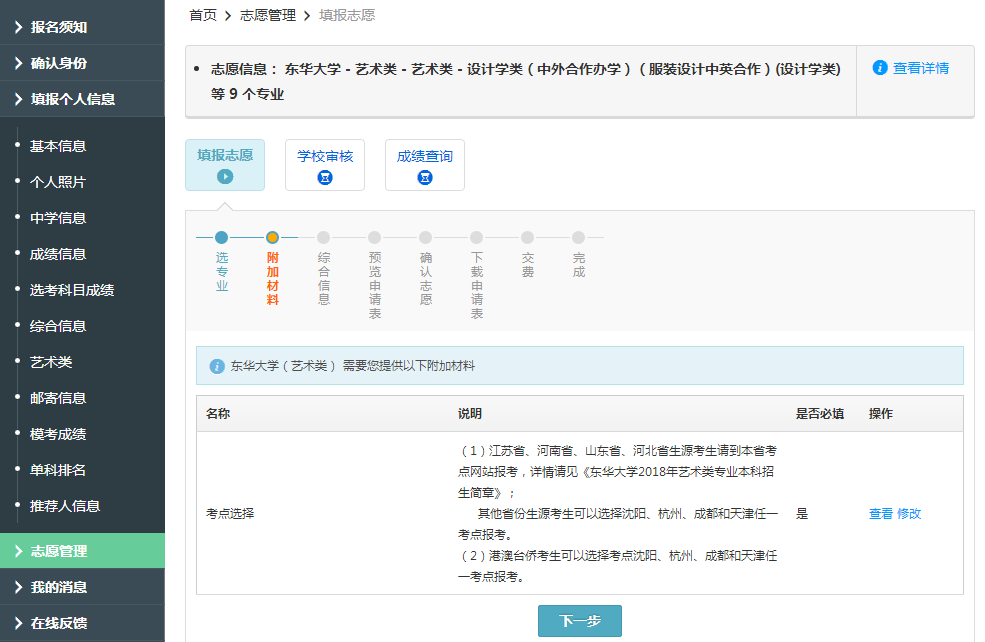 报名须知
确认身份
填报个人信息
基本信息
个人照片
中学信息
成绩信息
选考科目成绩
综合信息
艺术类
邮寄信息
模考成绩
单科排名
推荐人信息
志愿管理
我的消息
在线反馈
首页 > 志愿管理 > 填报志愿
志愿信息： 东华大学 - 艺术类 - 艺术类 - 设计学类（中外合作办学）（服装设计中英合作）(设计学类)
等 9 个专业
查看详情
填报志愿
学校审核
成绩查询
选专业
附加材料
综合信息
预览申请表
确认志愿
下载申请表
交费
完成
东华大学（艺术类） 需要您提供以下附加材料
名称 说明 是否必填 操作
考点选择
（1）江苏省、河南省、山东省、河北省生源考生请到本省考
点网站报考，详情请见《东华大学2018年艺术类专业本科招
生简章》；
其他省份生源考生可以选择沈阳、杭州、成都和天津任一
考点报考。
（2）港澳台侨考生可以选择考点沈阳、杭州、成都和天津任
一考点报考。
是
查看 修改
下一步